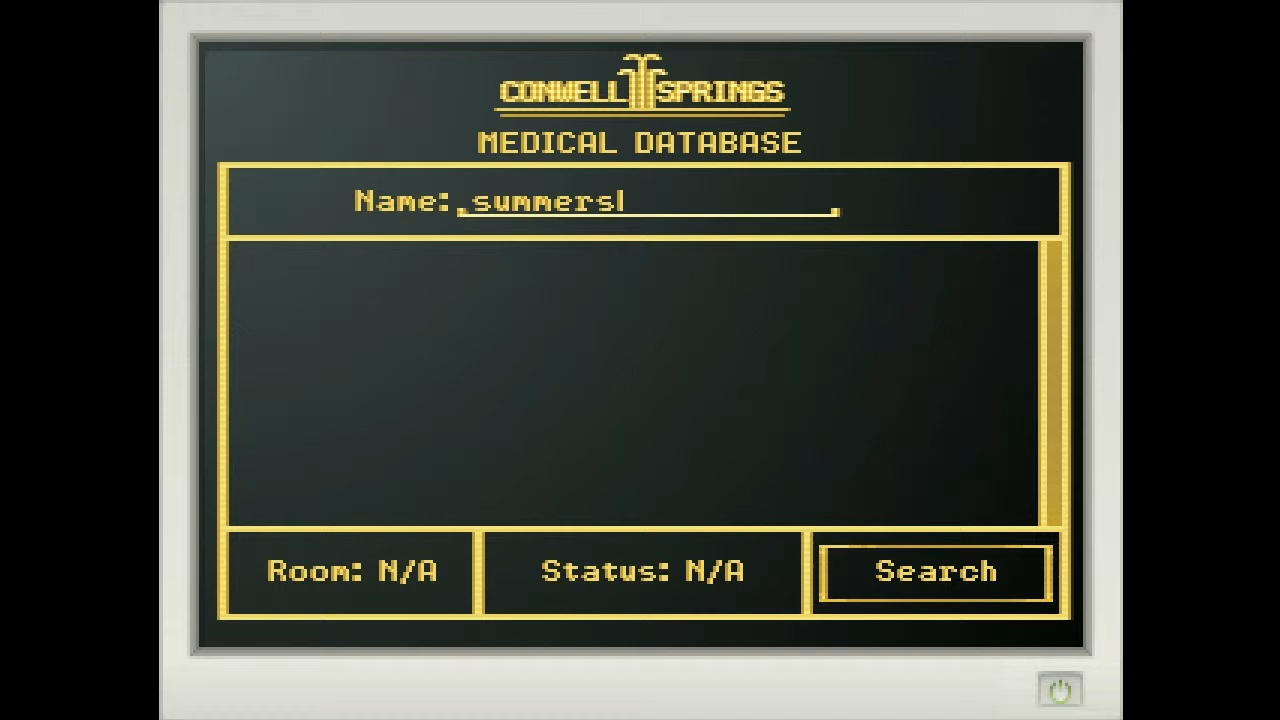 CONWELL SPRINGS
MEDICAL DATABASE
Name: summers
Room: N/A Status: N/A Search